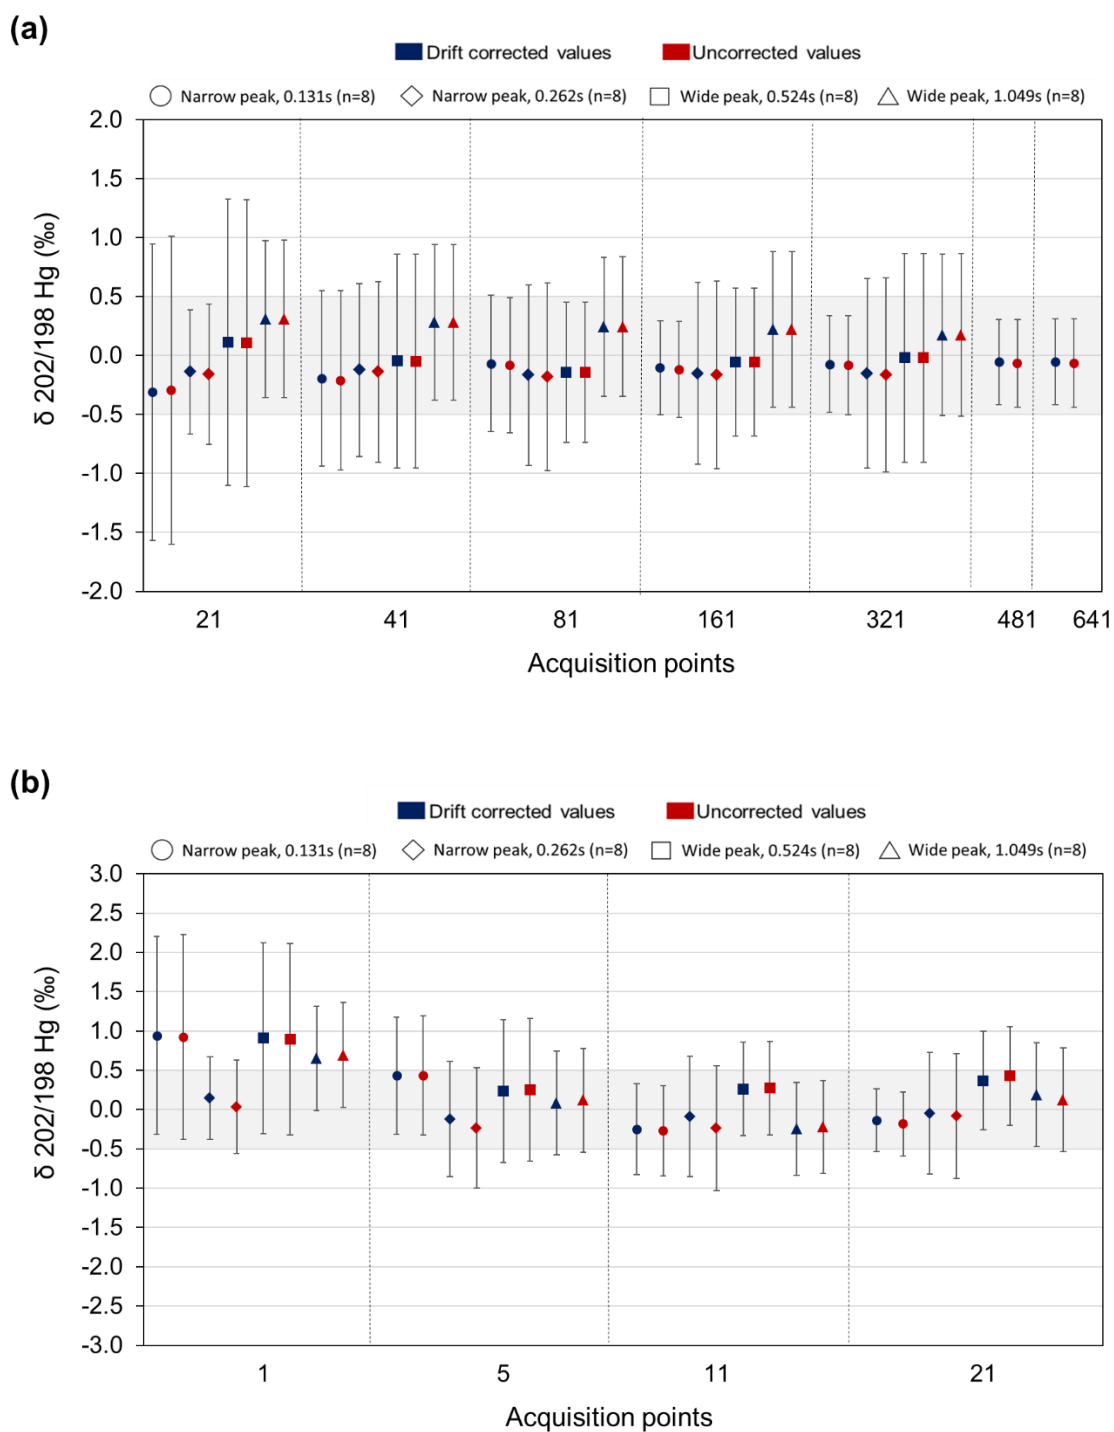 (a)
Drift corrected values Uncorrected values
Narrow peak, 0.131s (n=8) Narrow peak, 0.262s (n=8) Wide peak, 0.524s (n=8) Wide peak, 1.049s (n=8)
2.0
1.5
1.0
0.5
0.0
-0.5
-1.0
-1.5
-2.0
δ 202/198 Hg (‰)
21 41 81 161 321 481 641
Acquisition points
(b)
Drift corrected values Uncorrected values
Narrow peak, 0.131s (n=8) Narrow peak, 0.262s (n=8) Wide peak, 0.524s (n=8) Wide peak, 1.049s (n=8)
3.0
2.5
2.0
1.5
1.0
0.5
0.0
-0.5
-1.0
-1.5
-2.0
-2.5
-3.0
δ 202/198 Hg (‰)
1 5 11 21
Acquisition points